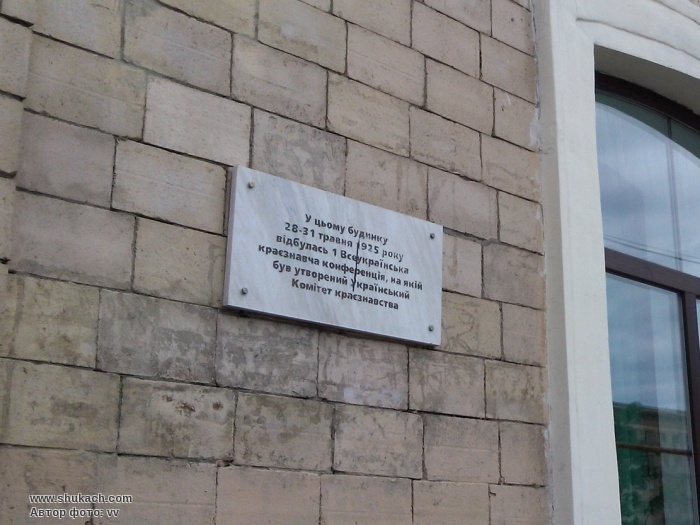 У цьому будинку
28-31 травня 1925 року
відбулась 1 Всеукраїнська
краєзнавча конференція, на якій
був утворений Український
Комітет краєзнавства
www.shukach.com
Автор фото: vv